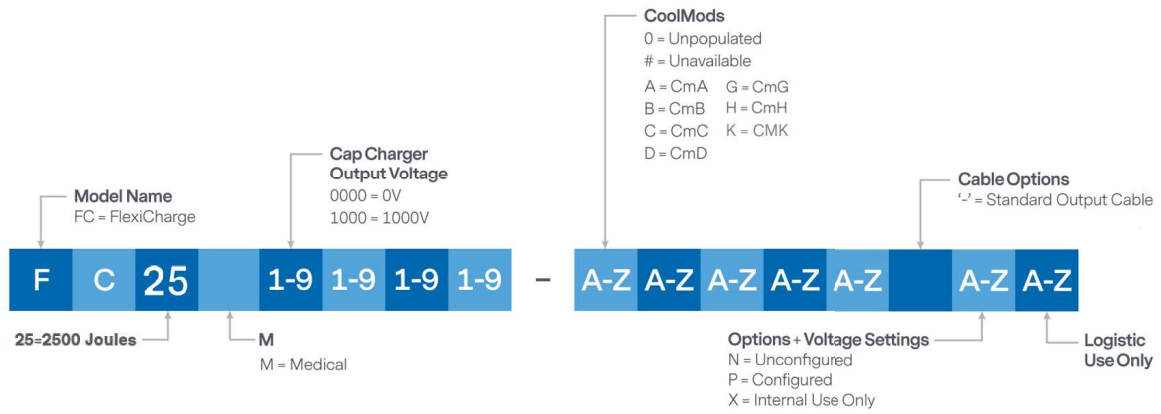 CoolMods
0 = Unpopulated
# = Unavailable
A = CmA G = CmG
B = CmB H = CmH
C = CmC K = CMK
D = CmD
Cap Charger
Output Voltage
0000 = 0V
1000 = 1000V
Model Name
FC = FlexiCharge
Cable Options
'-' = Standard Output Cable
F C 25 1-9 1-9 1-9 1-9 – A-Z A-Z A-Z A-Z A-Z A-Z A-Z
25=2500 Joules
M
M = Medical
Options + Voltage Settings
N = Unconfigured
P = Configured
X = Internal Use Only
Logistic
Use Only